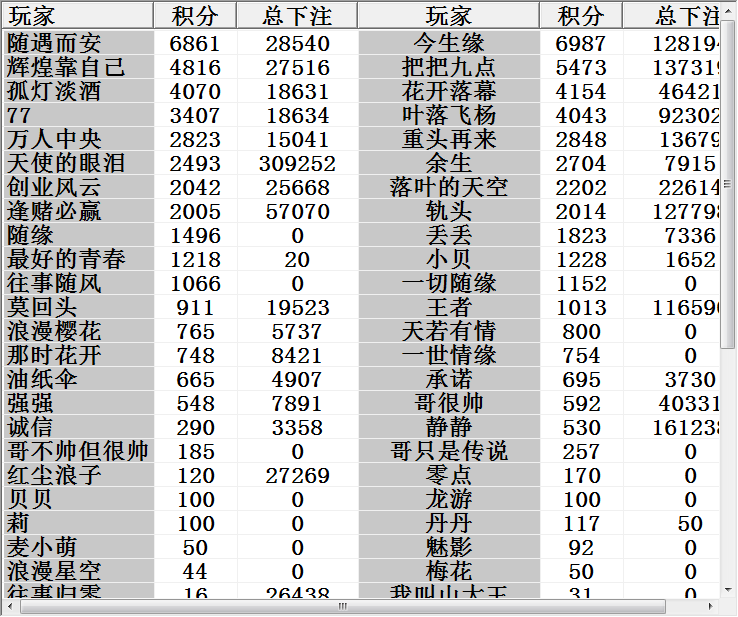 玩家 积分 总下注 玩家 积分 总下注
随遇而安 6861 28540 今生缘 6987 128194
辉煌靠自己 4816 27516 把把九点 5473 137319
孤灯淡酒 4070 18631 花开落幕 4154 46421
77 3407 18634 叶落飞杨 4043 92302
万人中央 2823 15041 重头再来 2848 13679
天使的眼泪 2493 309252 余生 2704 7915
创业风云 2042 25668 落叶的天空 2202 22614
逢赌必赢 2005 57070 轨头 2014 127798
随缘 1496 0 丢丢 1823 7336
最好的青春 1218 20 小贝 1228 1652
往事随风 1066 0 一切随缘 1152 0
莫回头 911 19523 王者 1013 116590
浪漫樱花 765 5737 天若有情 800 0
那时花开 748 8421 一世情缘 754 0
油纸伞 665 4907 承诺 695 3730
强强 548 7891 哥很帅 592 40331
诚信 290 3358 静静 530 161238
哥不帅但很帅 185 0 哥只是传说 257 0
红尘浪子 120 27269 零点 170 0
贝贝 100 0 龙游 100 0
莉 100 0 丹丹 117 50
麦小萌 50 0 魅影 92 0
浪漫星空 44 0 梅花 50 0
往事归零 16 26438 我叫山大王 31 0